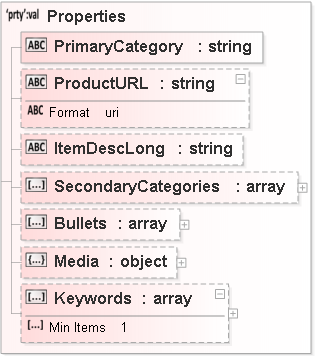 'prty':val Properties
ABC PrimaryCategory : string
ABC ProductURL : string
ABC Format uri
ABC ItemDescLong : string
[...] SecondaryCategories : array
[...] Bullets : array
{...} Media : object
[...] Keywords : array
[...] Min Items 1